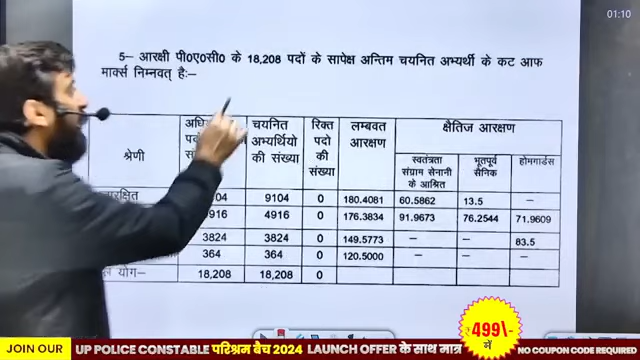 01:10
5- आरक्षी पी0ए0सी0 के 18,208 पदों के सापेक्ष अन्तिम चयनित अभ्यर्थी के कट आफ
मार्क्स निम्नवत् है:-
श्रेणी चयनित अभ्यर्थियो की संख्या रिक्त पदो की संख्या लम्बवत आरक्षण क्षैतिज आरक्षण
स्वतंत्रता संग्राम सेनानी के आश्रित भूतपूर्व सैनिक होमगार्डस
9104 0 180.4081 60.5862 13.5 –
4916 4916 0 176.3834 91.9673 76.2544 71.9609
3824 3824 0 149.5773 – – 83.5
364 364 0 120.5000 – – –
योग– 18,208 18,208 0
₹499/-
में
JOIN OUR UP POLICE CONSTABLE परिश्रम बैच 2024 LAUNCH OFFER के साथ मात्र NO COUPON CODE REQUIRED